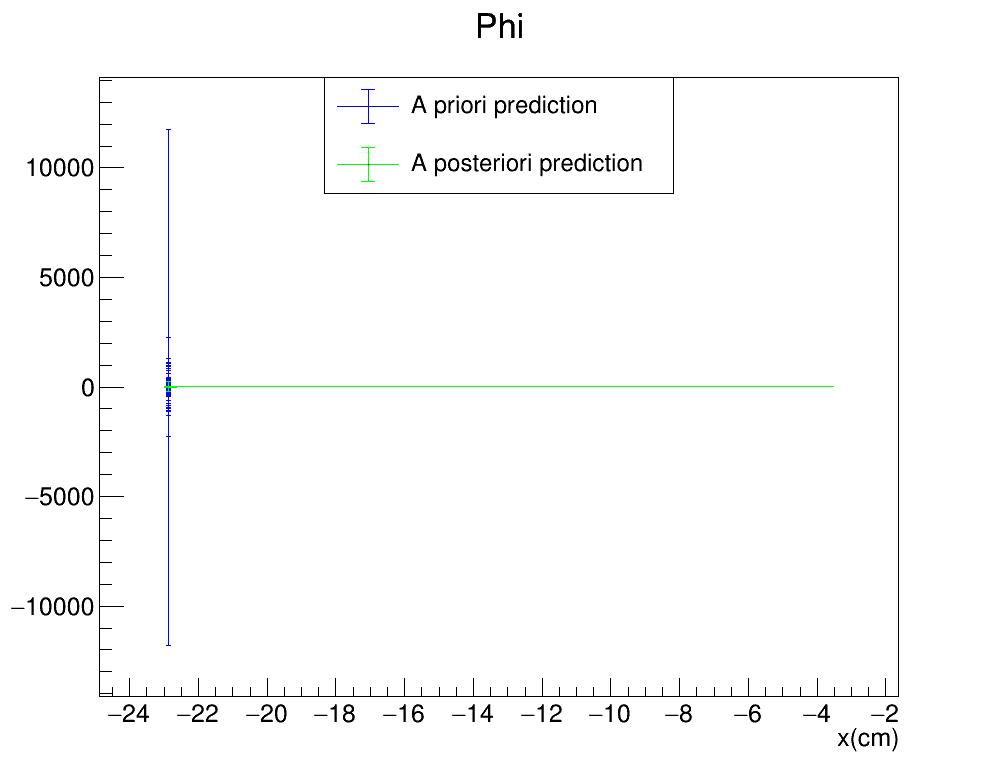 Phi
A priori prediction
A posteriori prediction
10000
5000
0
−5000
−10000
−24 −22 −20 −18 −16 −14 −12 −10 −8 −6 −4 −2
x(cm)